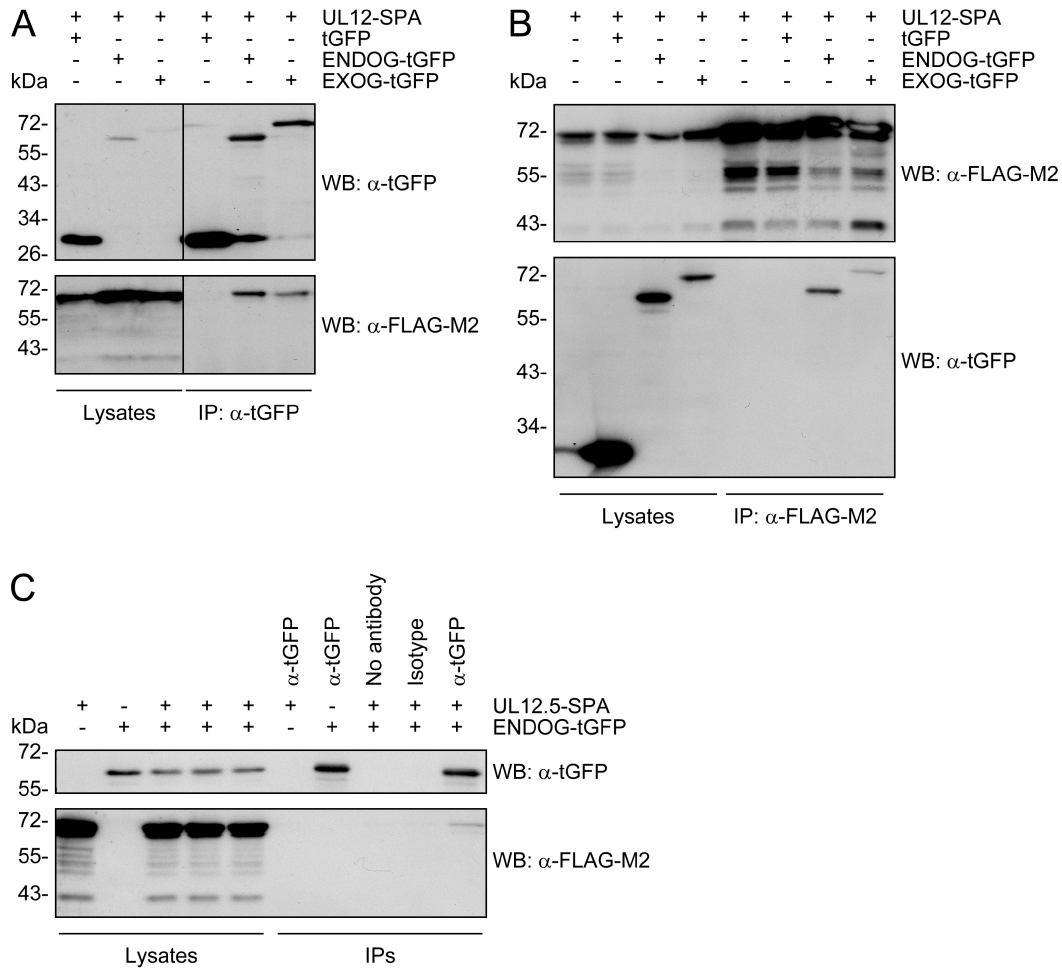 A
+ + + + + + UL12-SPA
+ - - + - - tGFP
- + - - + - ENDOG-tGFP
kDa - - + - - + EXOG-tGFP
72-
55-
43-
34-
26-
WB: α-tGFP
72-
55-
43-
WB: α-FLAG-M2
Lysates IP: α-tGFP
B
+ + + + + + + + UL12-SPA
- + - - - + - - tGFP
- - + - - - + - ENDOG-tGFP
kDa - - - + - - - + EXOG-tGFP
72-
55-
43-
WB: α-FLAG-M2
72-
55-
43-
34-
WB: α-tGFP
Lysates IP: α-FLAG-M2
C
α-tGFP
α-tGFP
No antibody
Isotype
α-tGFP
+ - + + + + - + + + UL12.5-SPA
kDa - + + + + - + + + + ENDOG-tGFP
72-
55-
WB: α-tGFP
72-
55-
43-
WB: α-FLAG-M2
Lysates IPs